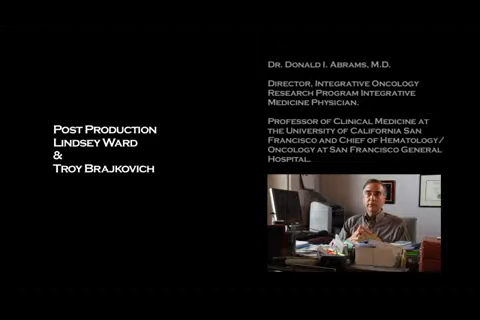 Post Production
Lindsey Ward
&
Troy Brajkovich
Dr. Donald I. Abrams, M.D.
Director, Integrative Oncology
Research Program Integrative
Medicine Physician.
Professor of Clinical Medicine at
the University of California San
Francisco and Chief of Hematology/
Oncology at San Francisco General
Hospital.